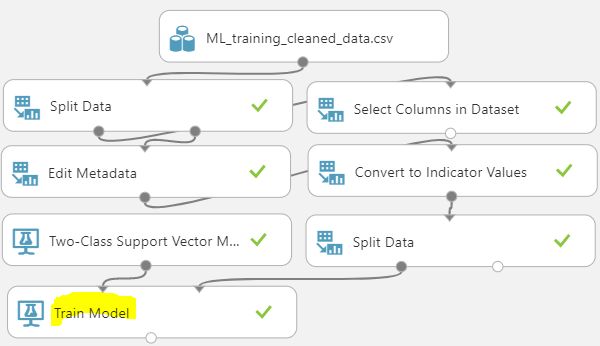 ML_training_cleaned_data.csv
Split Data
Select Columns in Dataset
Edit Metadata
Convert to Indicator Values
Two-Class Support Vector M...
Split Data
Train Model